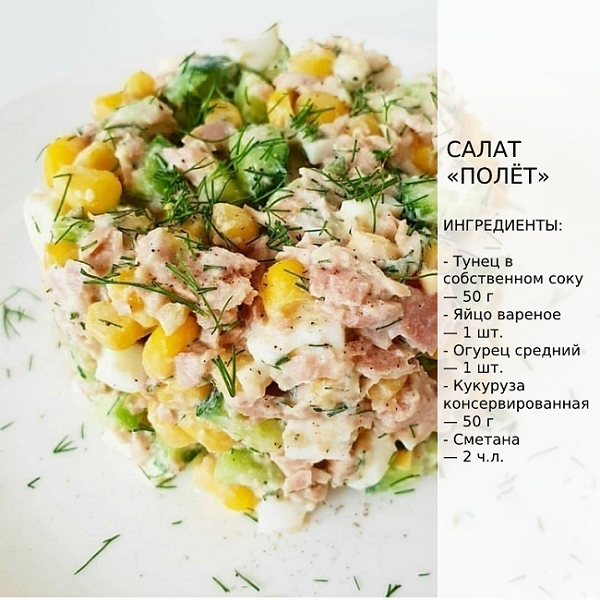 САЛАТ
«ПОЛЁТ»
ИНГРЕДИЕНТЫ:
- Тунец в
собственном соку
— 50 г
- Яйцо вареное
— 1 шт.
- Огурец средний
— 1 шт.
- Кукуруза
консервированная
— 50 г
- Сметана
— 2 ч.л.